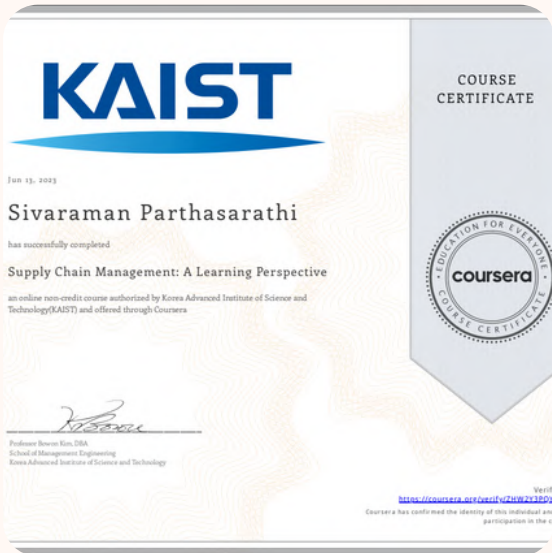 KAIST
COURSE
CERTIFICATE
Jun 13, 2023
Sivaraman Parthasarathi
has successfully completed
Supply Chain Management: A Learning Perspective
an online non-credit course authorized by Korea Advanced Institute of Science and
Technology(KAIST) and offered through Coursera
EDUCATION FOR EVERYONE
coursera
COURSE CERTIFICATE
Professor Bowon Kim, DBA
School of Management Engineering
Korea Advanced Institute of Science and Technology
Coursera has confirmed the identity of this individual and
participation in the